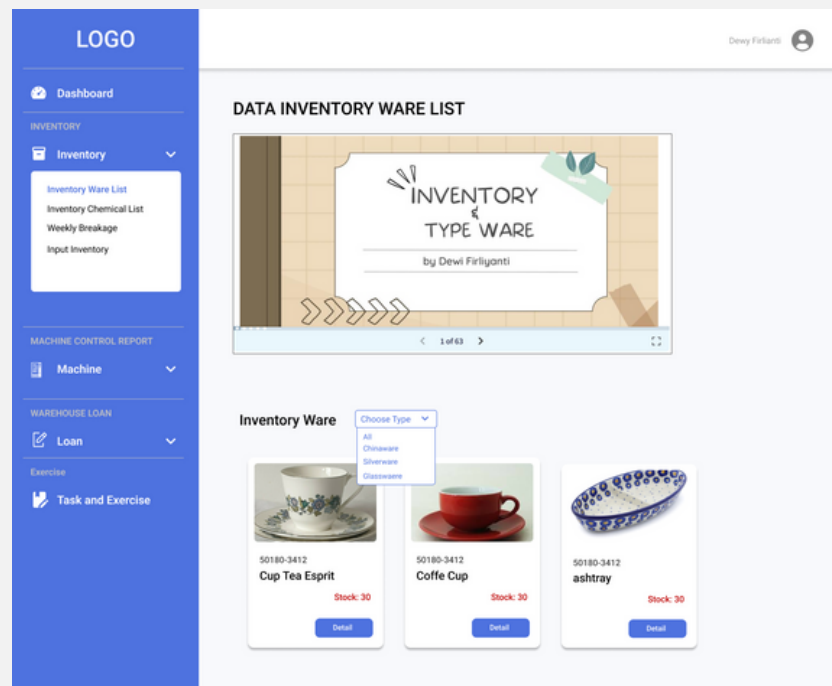 LOGO
Dewy Firlianti
Dashboard
INVENTORY
Inventory
Inventory Ware List
Inventory Chemical List
Weekly Breakage
Input Inventory
MACHINE CONTROL REPORT
Machine
WAREHOUSE LOAN
Loan
Exercise
Task and Exercise
DATA INVENTORY WARE LIST
INVENTORY
&
TYPE WARE
by Dewi Firliyanti
1 of 63
Inventory Ware
Choose Type
All
Chinaware
Silverware
Glasswaere
50180-3412
Cup Tea Esprit
Stock: 30
Detail
50180-3412
Coffe Cup
Stock: 30
Detail
50180-3412
ashtray
Stock: 30
Detail